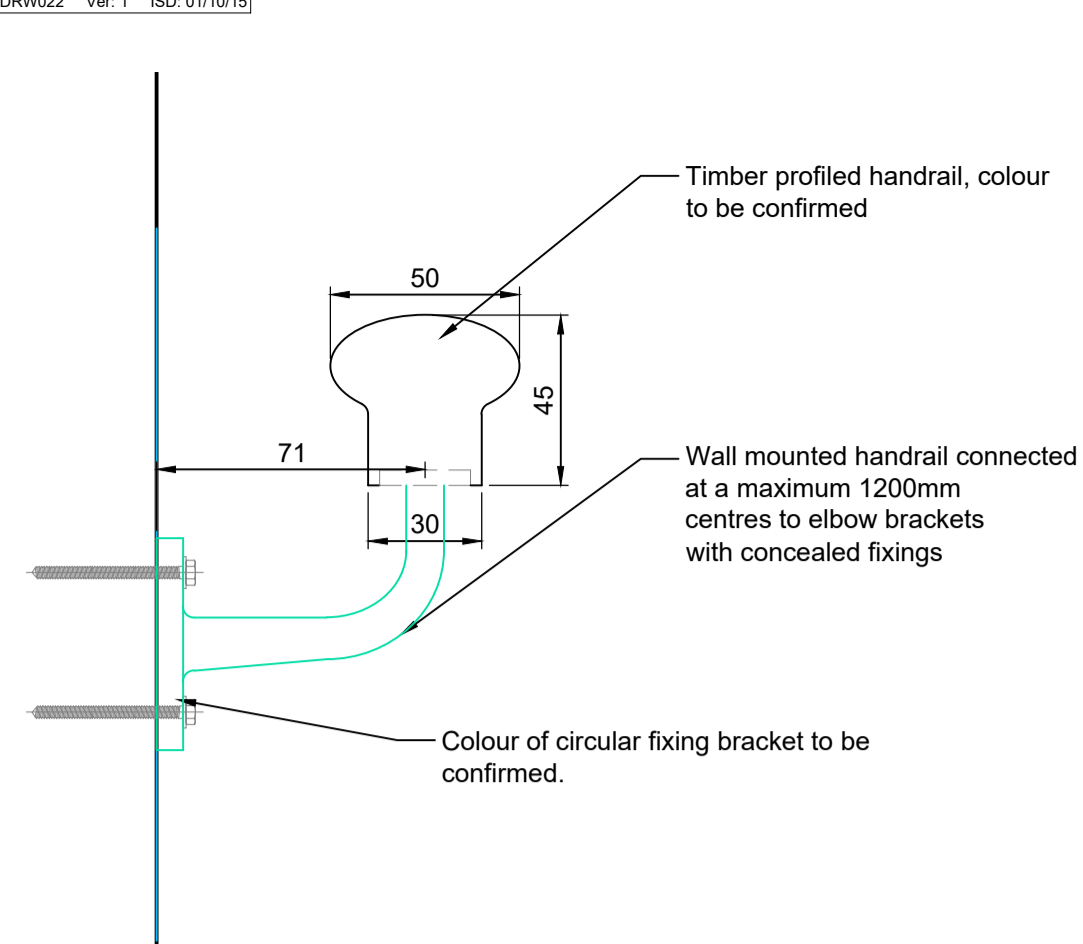 DRW022 Ver: 1 ISD: 01/10/15
Timber profiled handrail, colour
to be confirmed
50
45
71
Wall mounted handrail connected
at a maximum 1200mm
centres to elbow brackets
with concealed fixings
30
Colour of circular fixing bracket to be
confirmed.